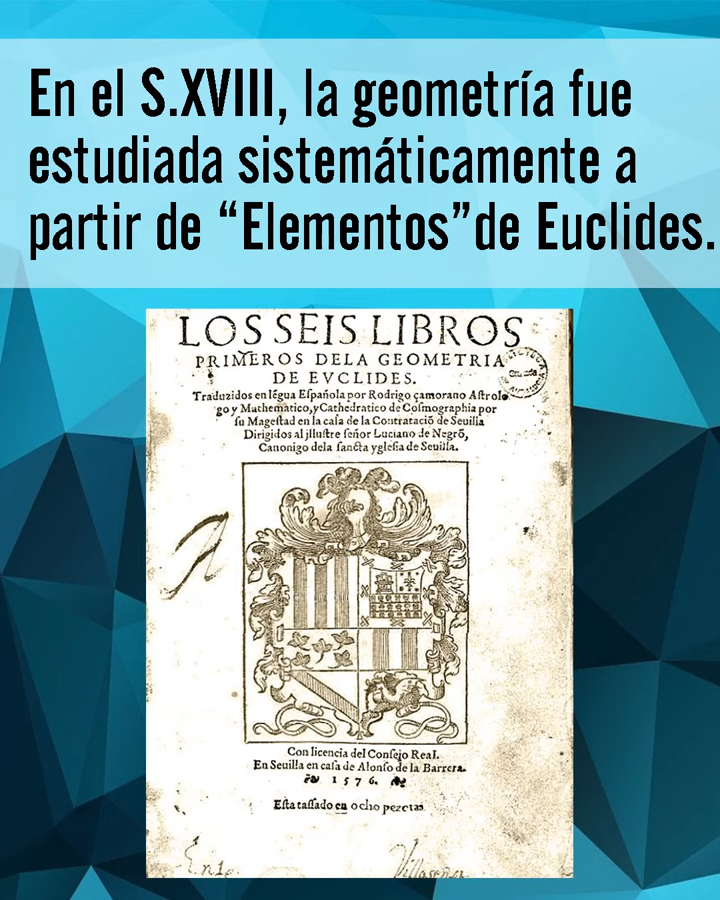 En el S.XVIII, la geometría fue
estudiada sistemáticamente a
partir de “Elementos”de Euclides.
LOS SEIS LIBROS
PRIMEROS DELA GEOMETRIA
DE EVCLIDES.
Traduzidos en lẽgua Española por Rodrigo çamorano Astrolo
go y Mathematico, y Cathedratico de Cosmographia por
su Magestad en la casa de la Contratació de Seuilla
Dirigidos al jllustre señor Luciano de Negrõ,
Canonigo dela sancta yglesia de Seuilla.
Con licencia del Consejo Real.
En Seuilla en casa de Alonso de la Barrera.
1576.
Esta tassado en ocho pezetas